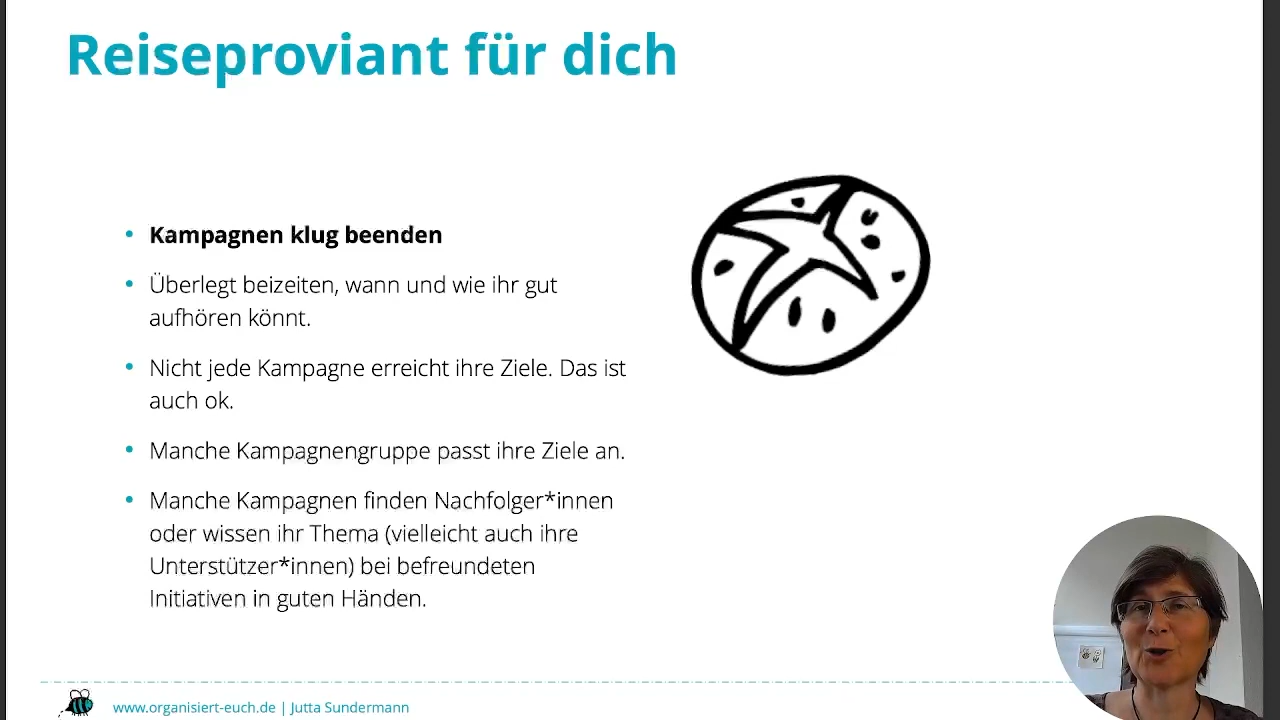 Reiseproviant für dich
Kampagnen klug beenden
Überlegt beizeiten, wann und wie ihr gut
aufhören könnt.
Nicht jede Kampagne erreicht ihre Ziele. Das ist
auch ok.
Manche Kampagnengruppe passt ihre Ziele an.
Manche Kampagnen finden Nachfolger*innen
oder wissen ihr Thema (vielleicht auch ihre
Unterstützer*innen) bei befreundeten
Initiativen in guten Händen.
www.organisiert-euch.de | Jutta Sundermann